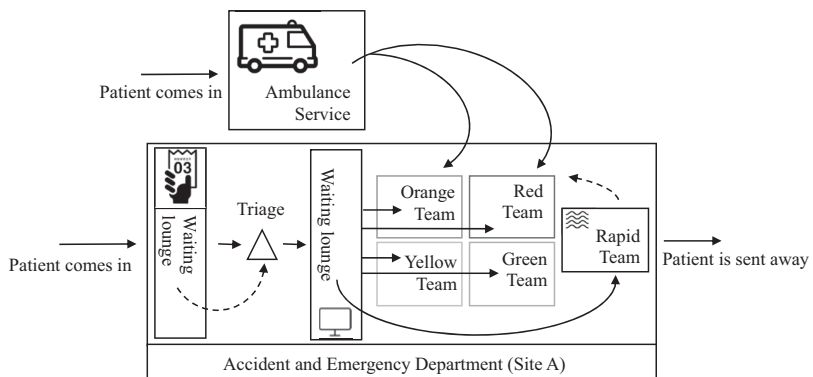 Patient comes in
Ambulance
Service
03
Waiting
lounge
Triage
Waiting lounge
Orange
Team
Red
Team
Yellow
Team
Green
Team
Rapid
Team
Patient comes in
Patient is sent away
Accident and Emergency Department (Site A)